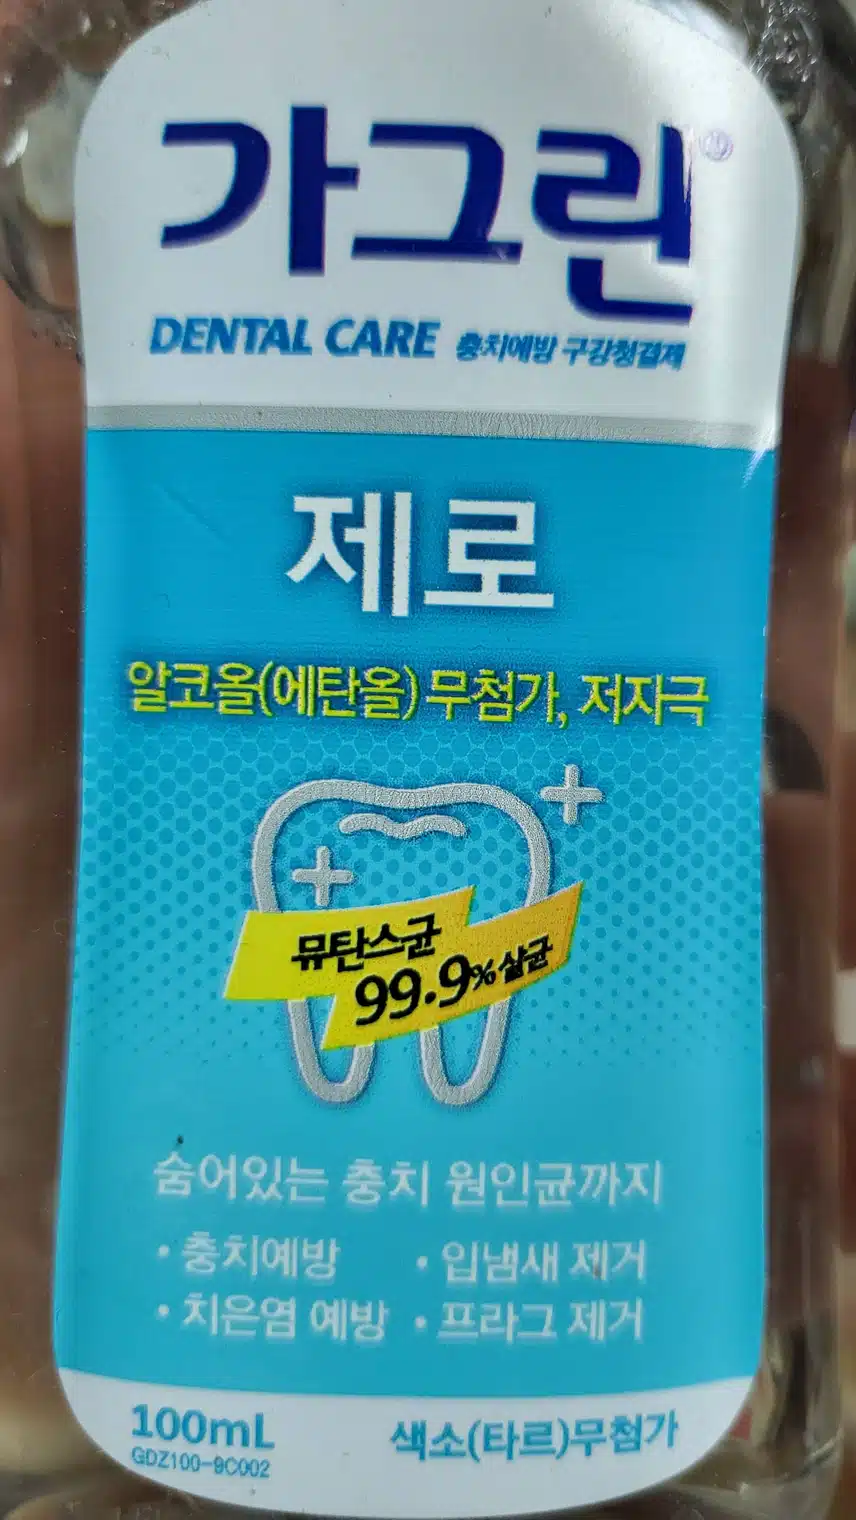 가그린®
DENTAL CARE 충치예방 구강청결제
제로
알코올(에탄올) 무첨가, 저자극
뮤탄스균
99.9% 살균
숨어있는 충치 원인균까지
· 충치예방 · 입냄새 제거
· 치은염 예방 · 프라그 제거
100mL 색소(타르)무첨가
GDZ100-9C002